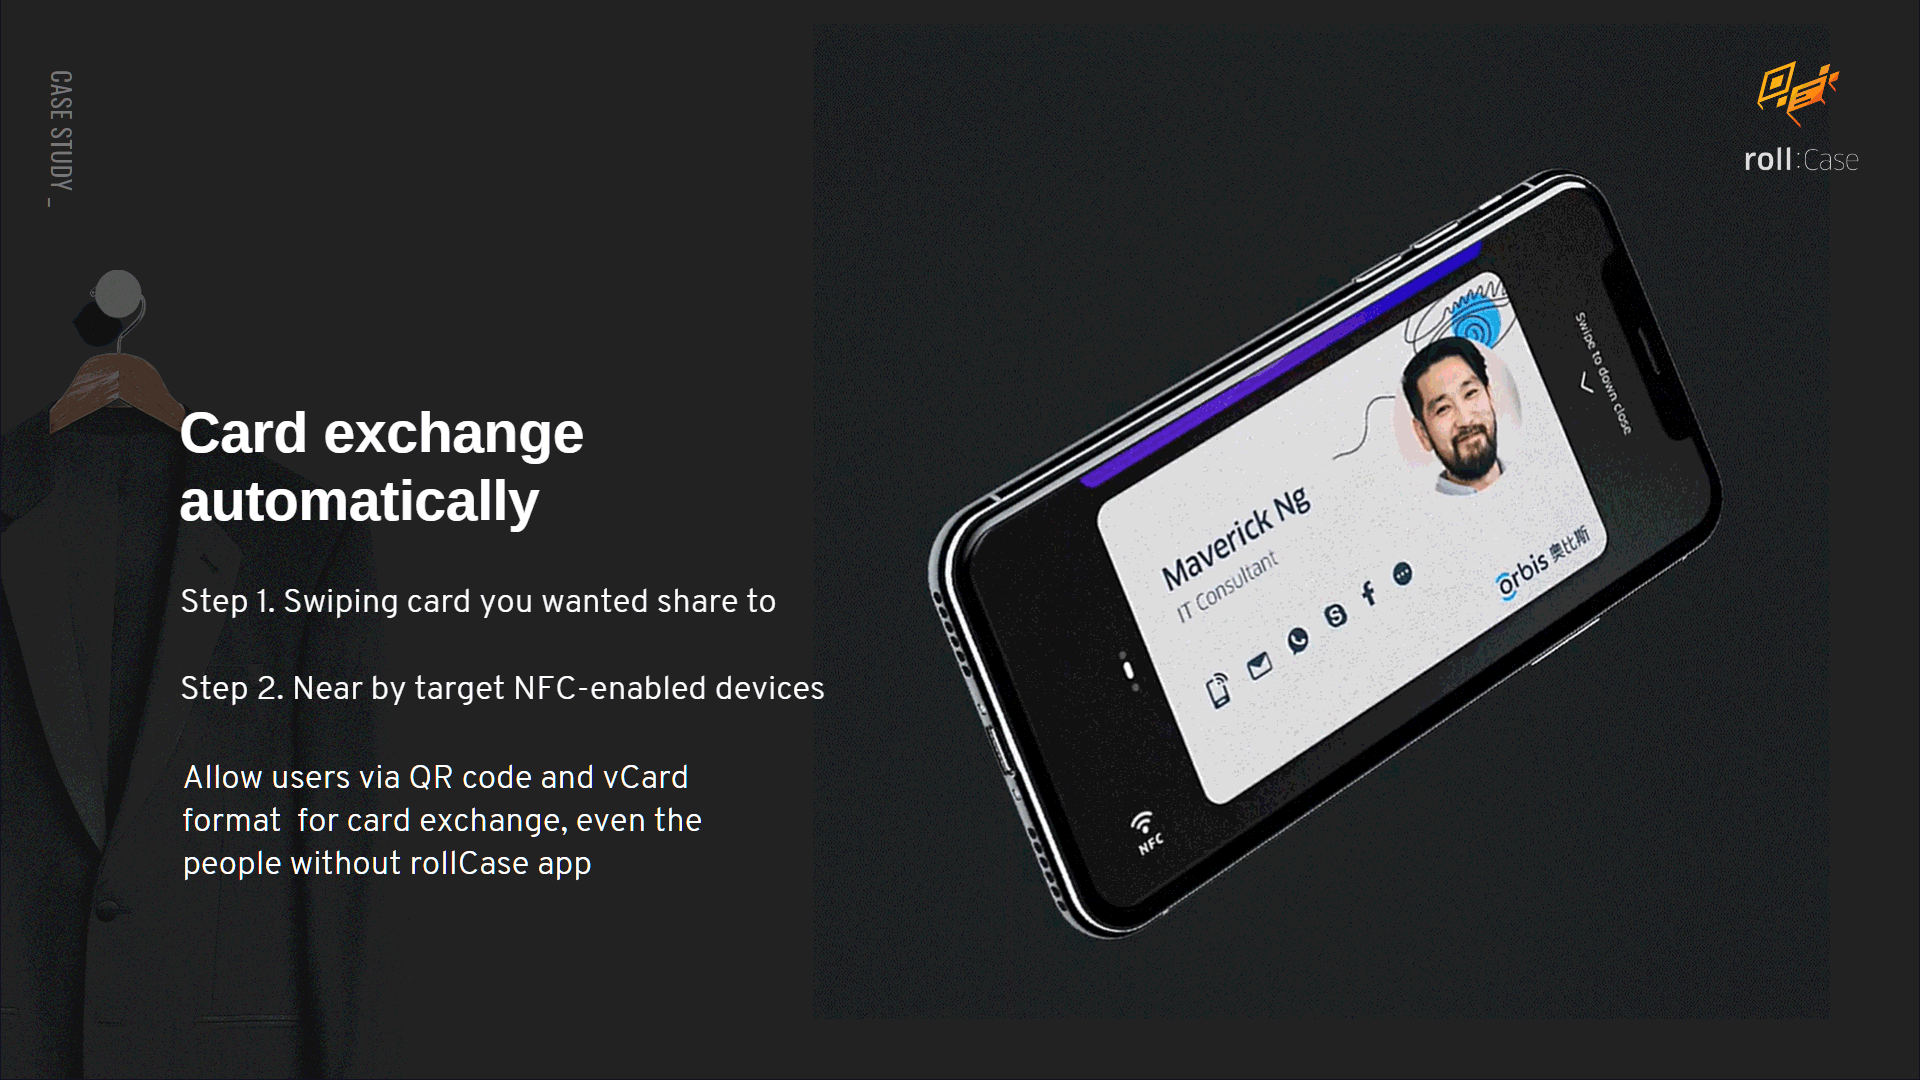 CASE STUDY _
roll:Case
Card exchange
automatically
Step 1. Swiping card you wanted share to
Step 2. Near by target NFC-enabled devices
Allow users via QR code and vCard
format  for card exchange, even the
people without rollCase app
Swipe to down close
Maverick Ng
IT Consultant
orbis 奥比斯
NFC